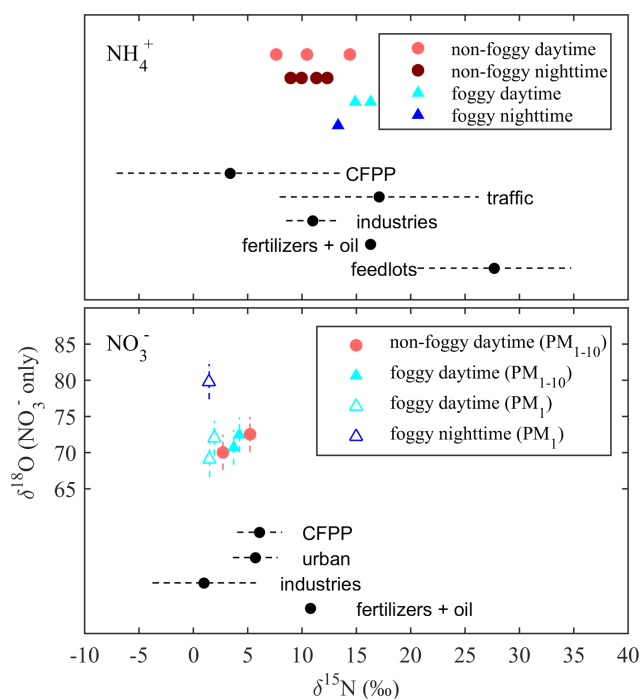 NH₄⁺
non-foggy daytime
non-foggy nighttime
foggy daytime
foggy nighttime
CFPP
traffic
industries
fertilizers + oil
feedlots
NO₃⁻
non-foggy daytime (PM₁₋₁₀)
foggy daytime (PM₁₋₁₀)
foggy daytime (PM₁)
foggy nighttime (PM₁)
85
80
75
70
65
δ¹⁸O (NO₃⁻ only)
CFPP
urban
industries
fertilizers + oil
-10 -5 0 5 10 15 20 25 30 35 40
δ¹⁵N (‰)